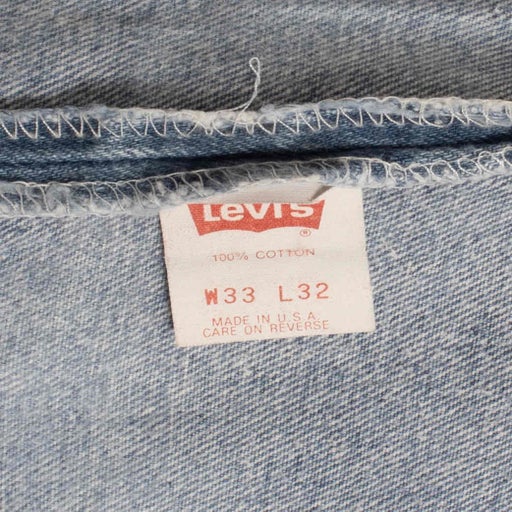 Levi's
®
100% COTTON
W33 L32
MADE IN U.S.A.
CARE ON REVERSE